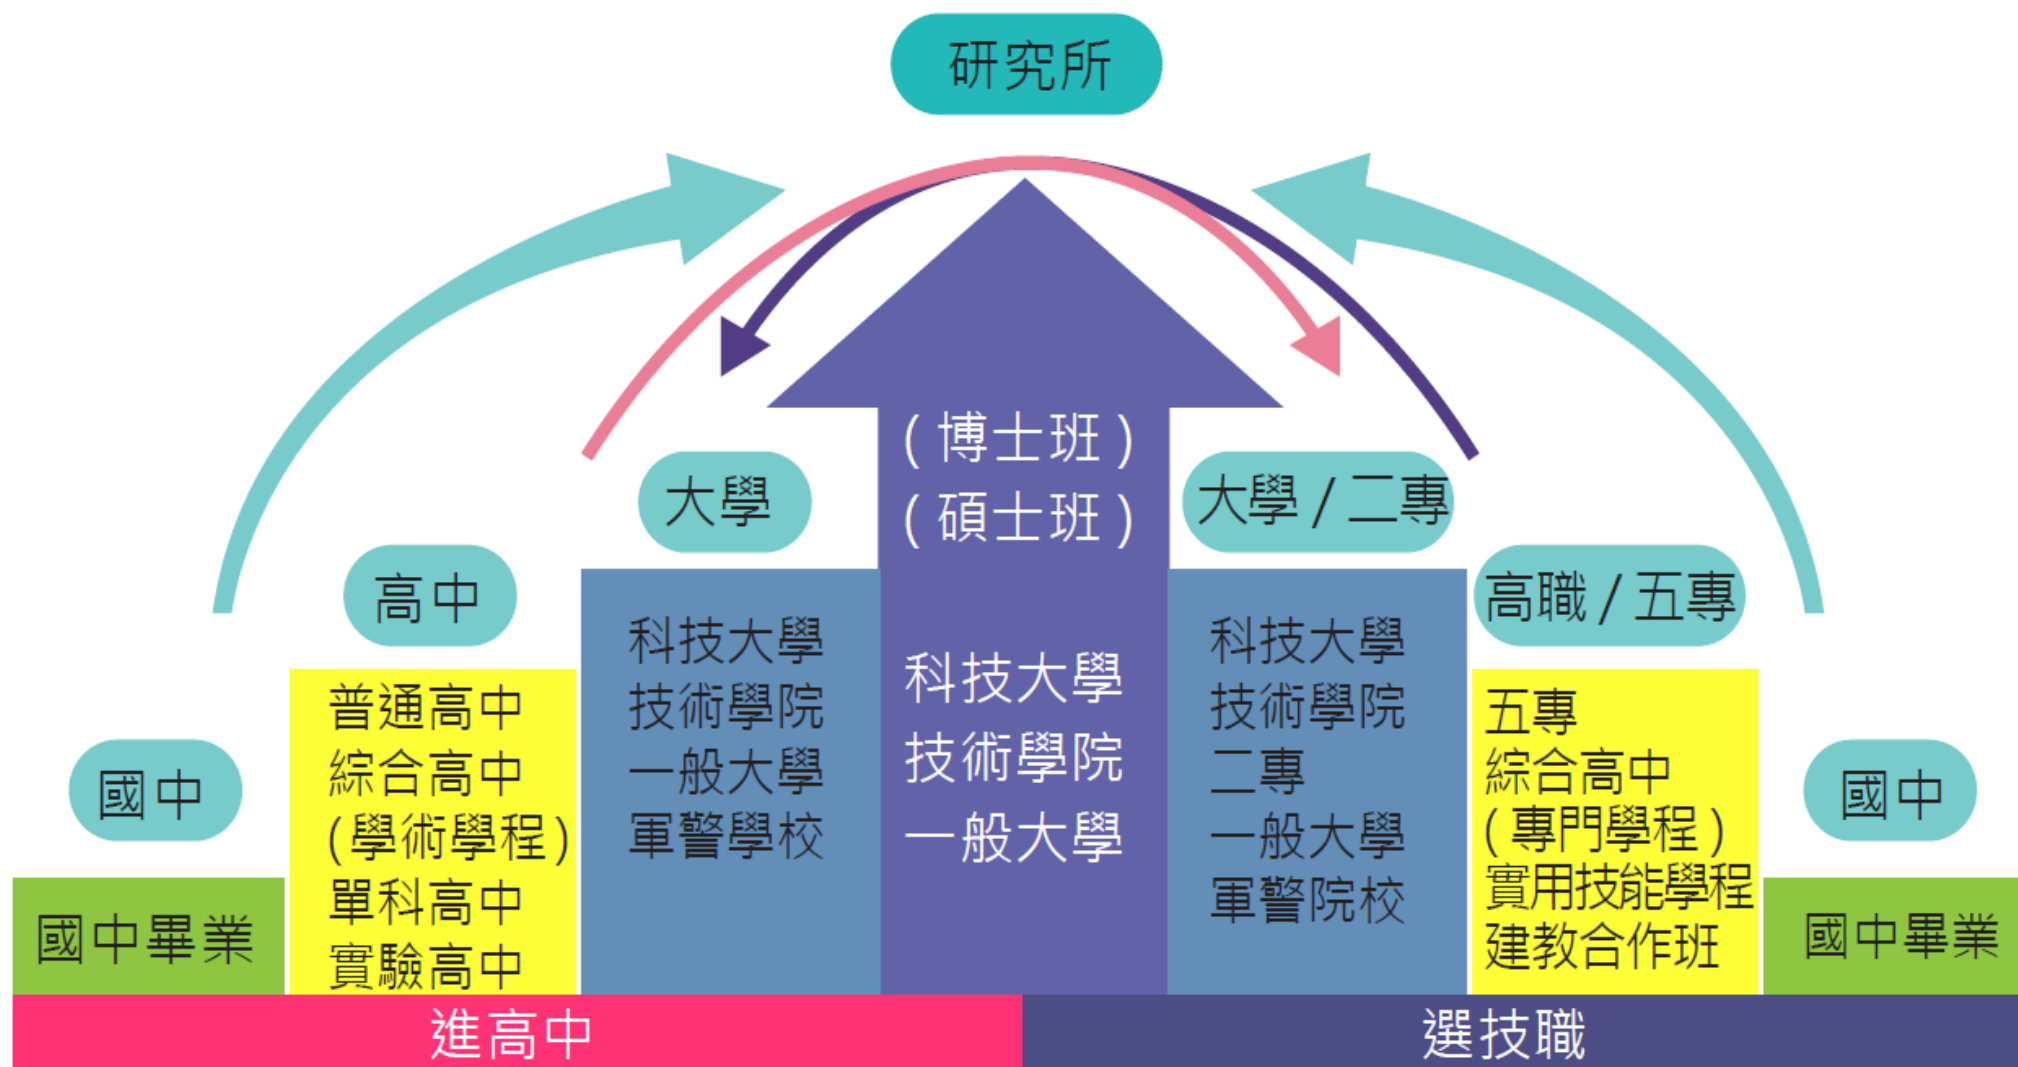 研究所
大學
高中
國中
國中畢業
普通高中
綜合高中
(學術學程)
單科高中
實驗高中
科技大學
技術學院
一般大學
軍警學校
(博士班)
(碩士班)
科技大學
技術學院
一般大學
大學/二專
科技大學
技術學院
二專
一般大學
軍警院校
高職/五專
五專
綜合高中
(專門學程)
實用技能學程
建教合作班
國中
國中畢業
進高中
選技職